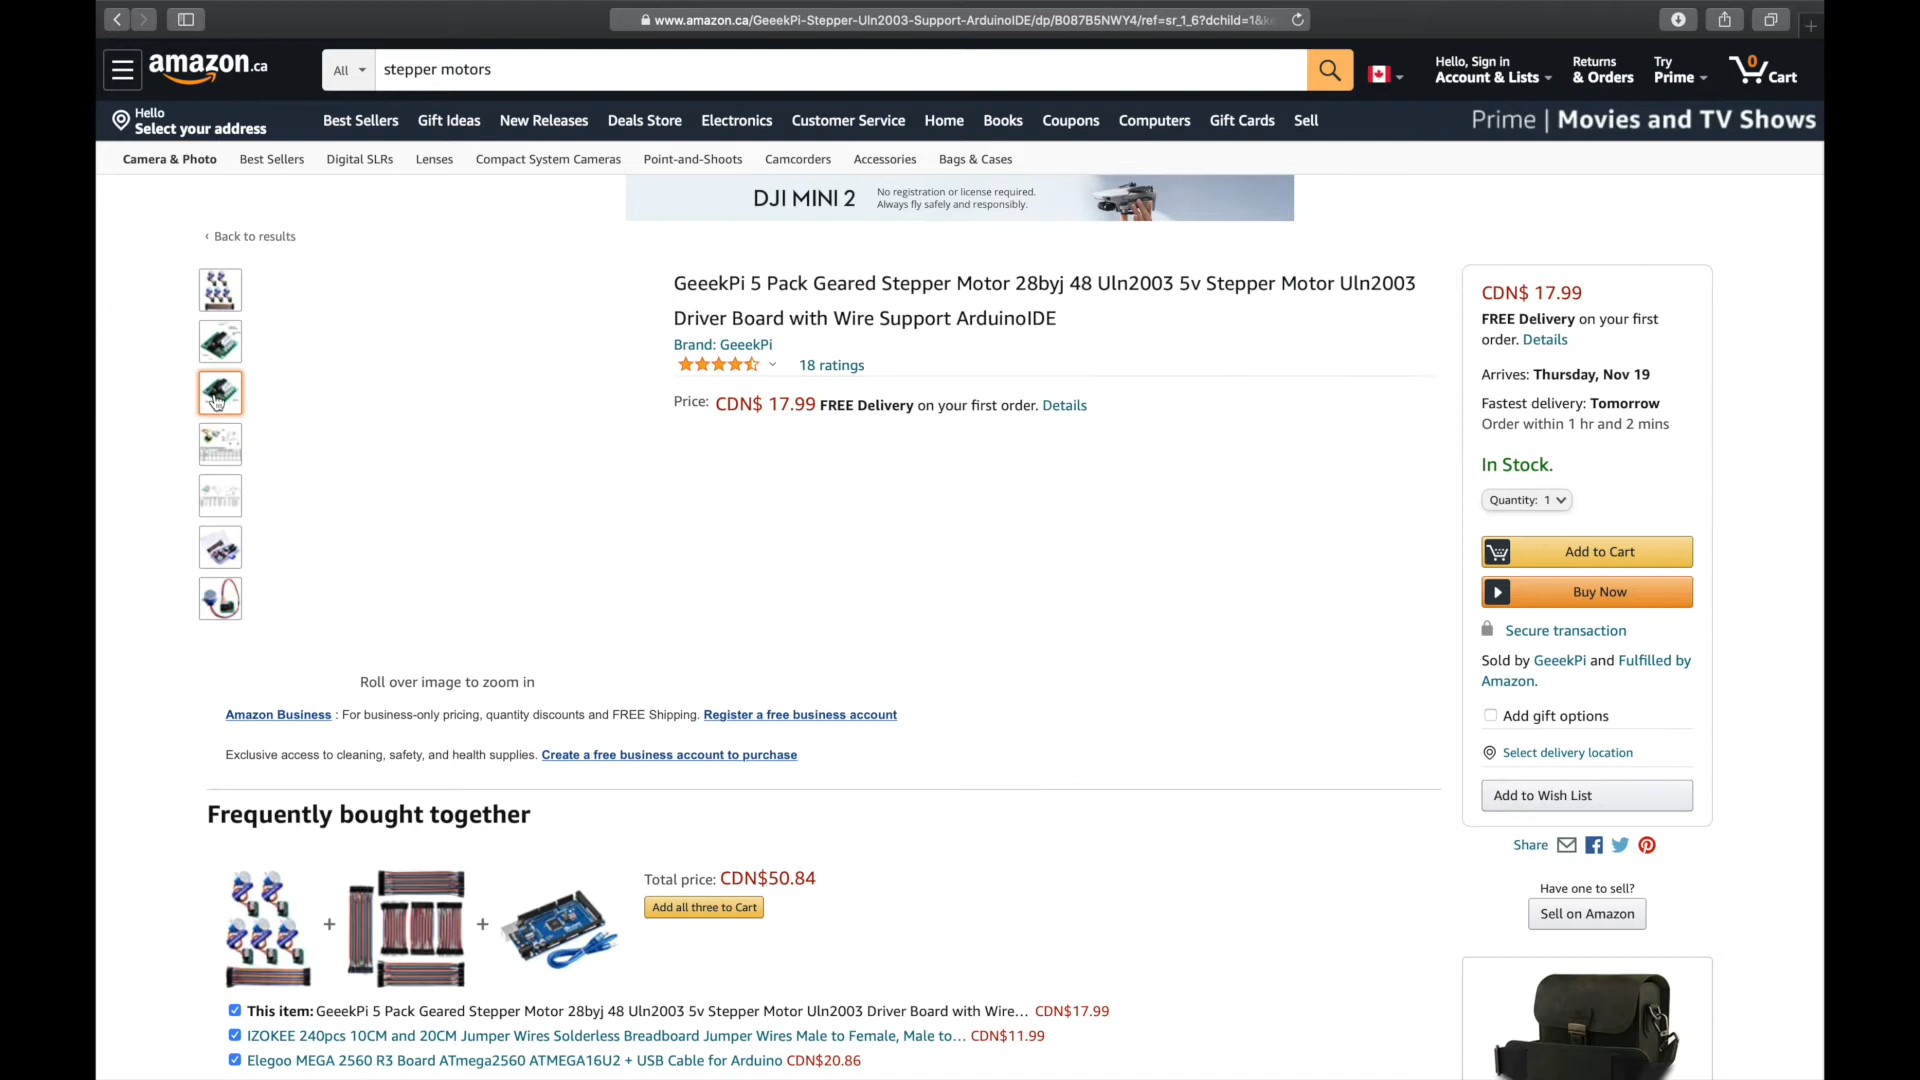 www.amazon.ca/GeeekPi-Stepper-Uln2003-Support-ArduinoIDE/dp/B087B5NWY4/ref=sr_1_6?dchild=1&
amazon.ca
All
stepper motors
Hello, Sign in
Account & Lists
Returns
& Orders
Try
Prime
0
Cart
Hello
Select your address
Best Sellers
Gift Ideas
New Releases
Deals Store
Electronics
Customer Service
Home
Books
Coupons
Computers
Gift Cards
Sell
Prime | Movies and TV Shows
Camera & Photo
Best Sellers
Digital SLRs
Lenses
Compact System Cameras
Point-and-Shoots
Camcorders
Accessories
Bags & Cases
DJI MINI 2
No registration or license required.
Always fly safely and responsibly.
‹ Back to results
GeeekPi 5 Pack Geared Stepper Motor 28byj 48 Uln2003 5v Stepper Motor Uln2003
Driver Board with Wire Support ArduinoIDE
Brand: GeeekPi
18 ratings
Price: CDN$ 17.99 FREE Delivery on your first order. Details
Roll over image to zoom in
Amazon Business : For business-only pricing, quantity discounts and FREE Shipping. Register a free business account
Exclusive access to cleaning, safety, and health supplies. Create a free business account to purchase
CDN$ 17.99
FREE Delivery on your first
order. Details
Arrives: Thursday, Nov 19
Fastest delivery: Tomorrow
Order within 1 hr and 2 mins
In Stock.
Quantity: 1
Add to Cart
Buy Now
Secure transaction
Sold by GeeekPi and Fulfilled by
Amazon.
Add gift options
Select delivery location
Add to Wish List
Share
Have one to sell?
Sell on Amazon
Frequently bought together
+
+
Total price: CDN$50.84
Add all three to Cart
This item: GeeekPi 5 Pack Geared Stepper Motor 28byj 48 Uln2003 5v Stepper Motor Uln2003 Driver Board with Wire… CDN$17.99
IZOKEE 240pcs 10CM and 20CM Jumper Wires Solderless Breadboard Jumper Wires Male to Female, Male to… CDN$11.99
Elegoo MEGA 2560 R3 Board ATmega2560 ATMEGA16U2 + USB Cable for Arduino CDN$20.86